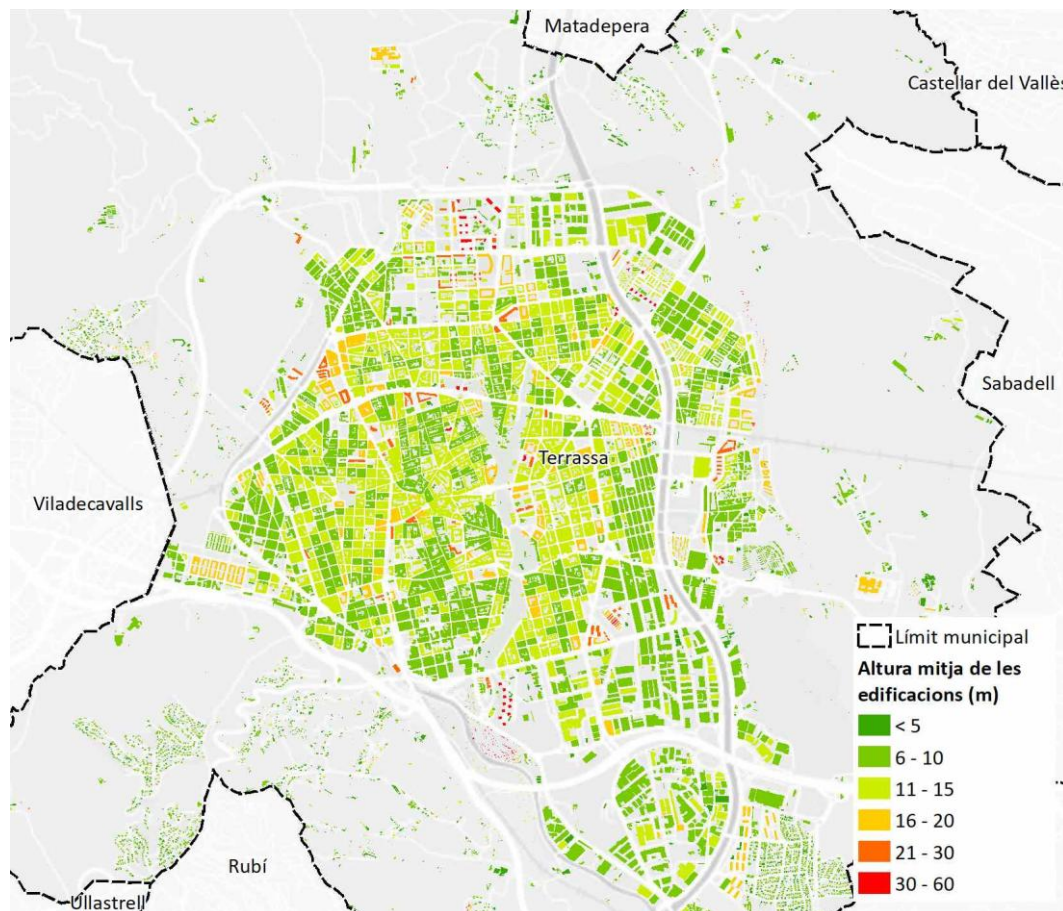 Matadepera
Castellar del Vallès
Sabadell
Terrassa
Viladecavalls
Rubí
Ullastrell
Límit municipal
Altura mitja de les
edificacions (m)
< 5
6 - 10
11 - 15
16 - 20
21 - 30
30 - 60